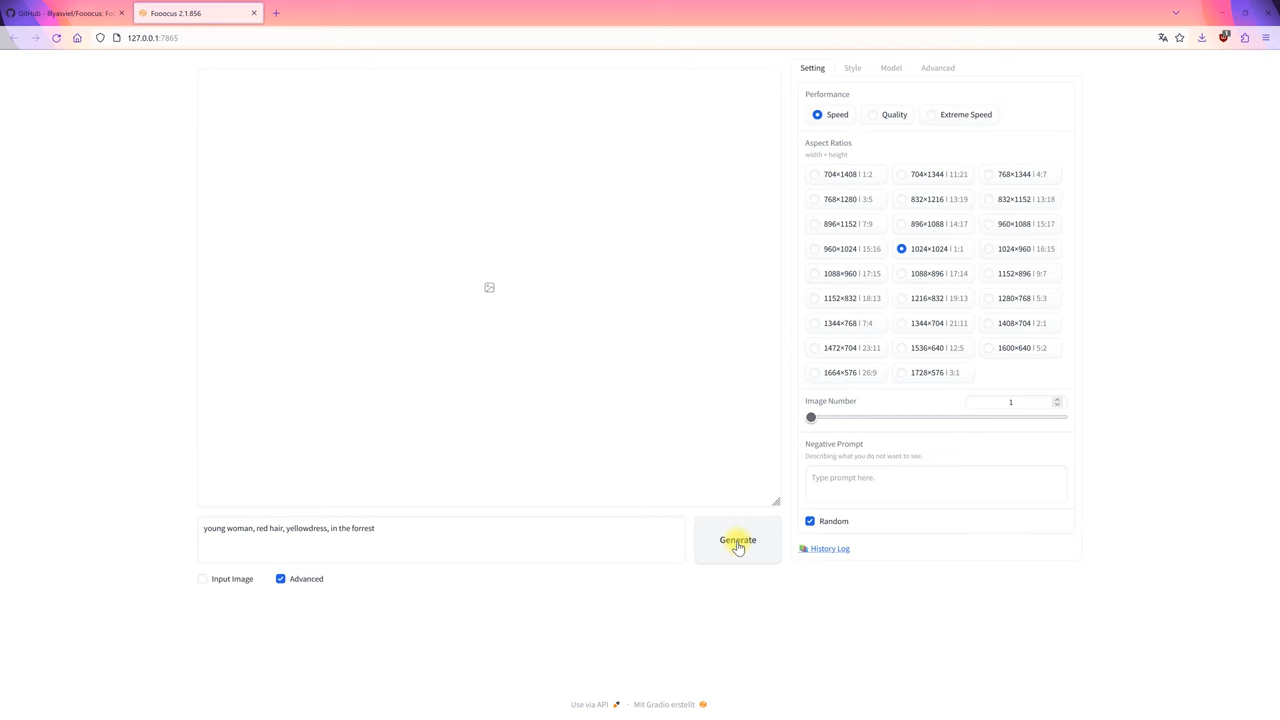 GitHub - lllyasviel/Fooocus: Foc
Fooocus 2.1.856
127.0.0.1:7865
Setting
Style
Model
Advanced
Performance
Speed
Quality
Extreme Speed
Aspect Ratios
width × height
704×1408 | 1:2
704×1344 | 11:21
768×1344 | 4:7
768×1280 | 3:5
832×1216 | 13:19
832×1152 | 13:18
896×1152 | 7:9
896×1088 | 14:17
960×1088 | 15:17
960×1024 | 15:16
1024×1024 | 1:1
1024×960 | 16:15
1088×960 | 17:15
1088×896 | 17:14
1152×896 | 9:7
1152×832 | 18:13
1216×832 | 19:13
1280×768 | 5:3
1344×768 | 7:4
1344×704 | 21:11
1408×704 | 2:1
1472×704 | 23:11
1536×640 | 12:5
1600×640 | 5:2
1664×576 | 26:9
1728×576 | 3:1
Image Number
1
Negative Prompt
Describing what you do not want to see.
Type prompt here.
Random
History Log
young woman, red hair, yellowdress, in the forrest
Generate
Input Image
Advanced
Use via API · Mit Gradio erstellt